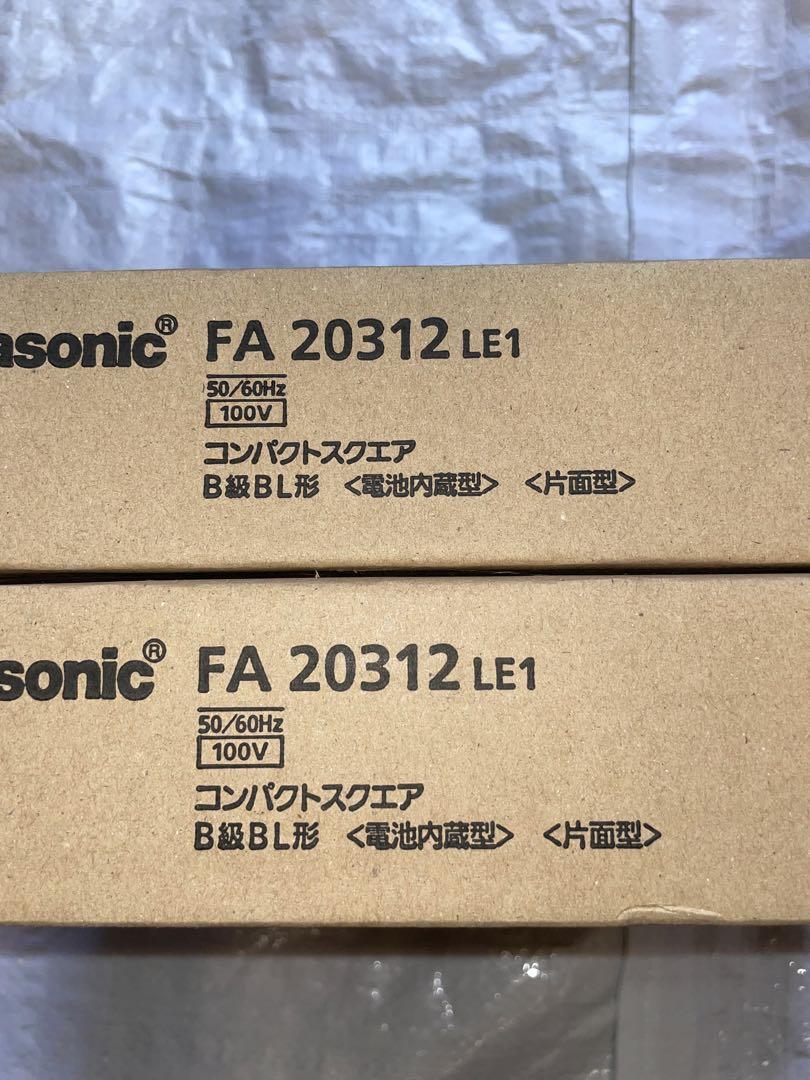 asonic® FA 20312 LE1
50/60Hz
100V
コンパクトスクエア
B級BL形 <電池内蔵型> <片面型>
sonic® FA 20312 LE1
50/60Hz
100V
コンパクトスクエア
B級BL形 <電池内蔵型> <片面型>